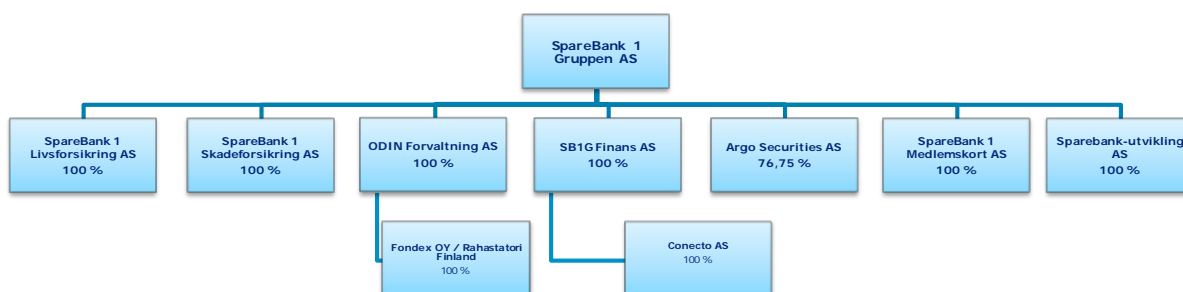 SpareBank 1
Gruppen AS
SpareBank 1
Livsforsikring AS
100 %
SpareBank 1
Skadeforsikring AS
100 %
ODIN Forvaltning AS
100 %
SB1G Finans AS
100 %
Argo Securities AS
76,75 %
SpareBank 1
Medlemskort AS
100 %
Sparebank-utvikling
AS
100 %
Fondex OY / Rahastatori
Finland
100 %
Conecto AS
100 %